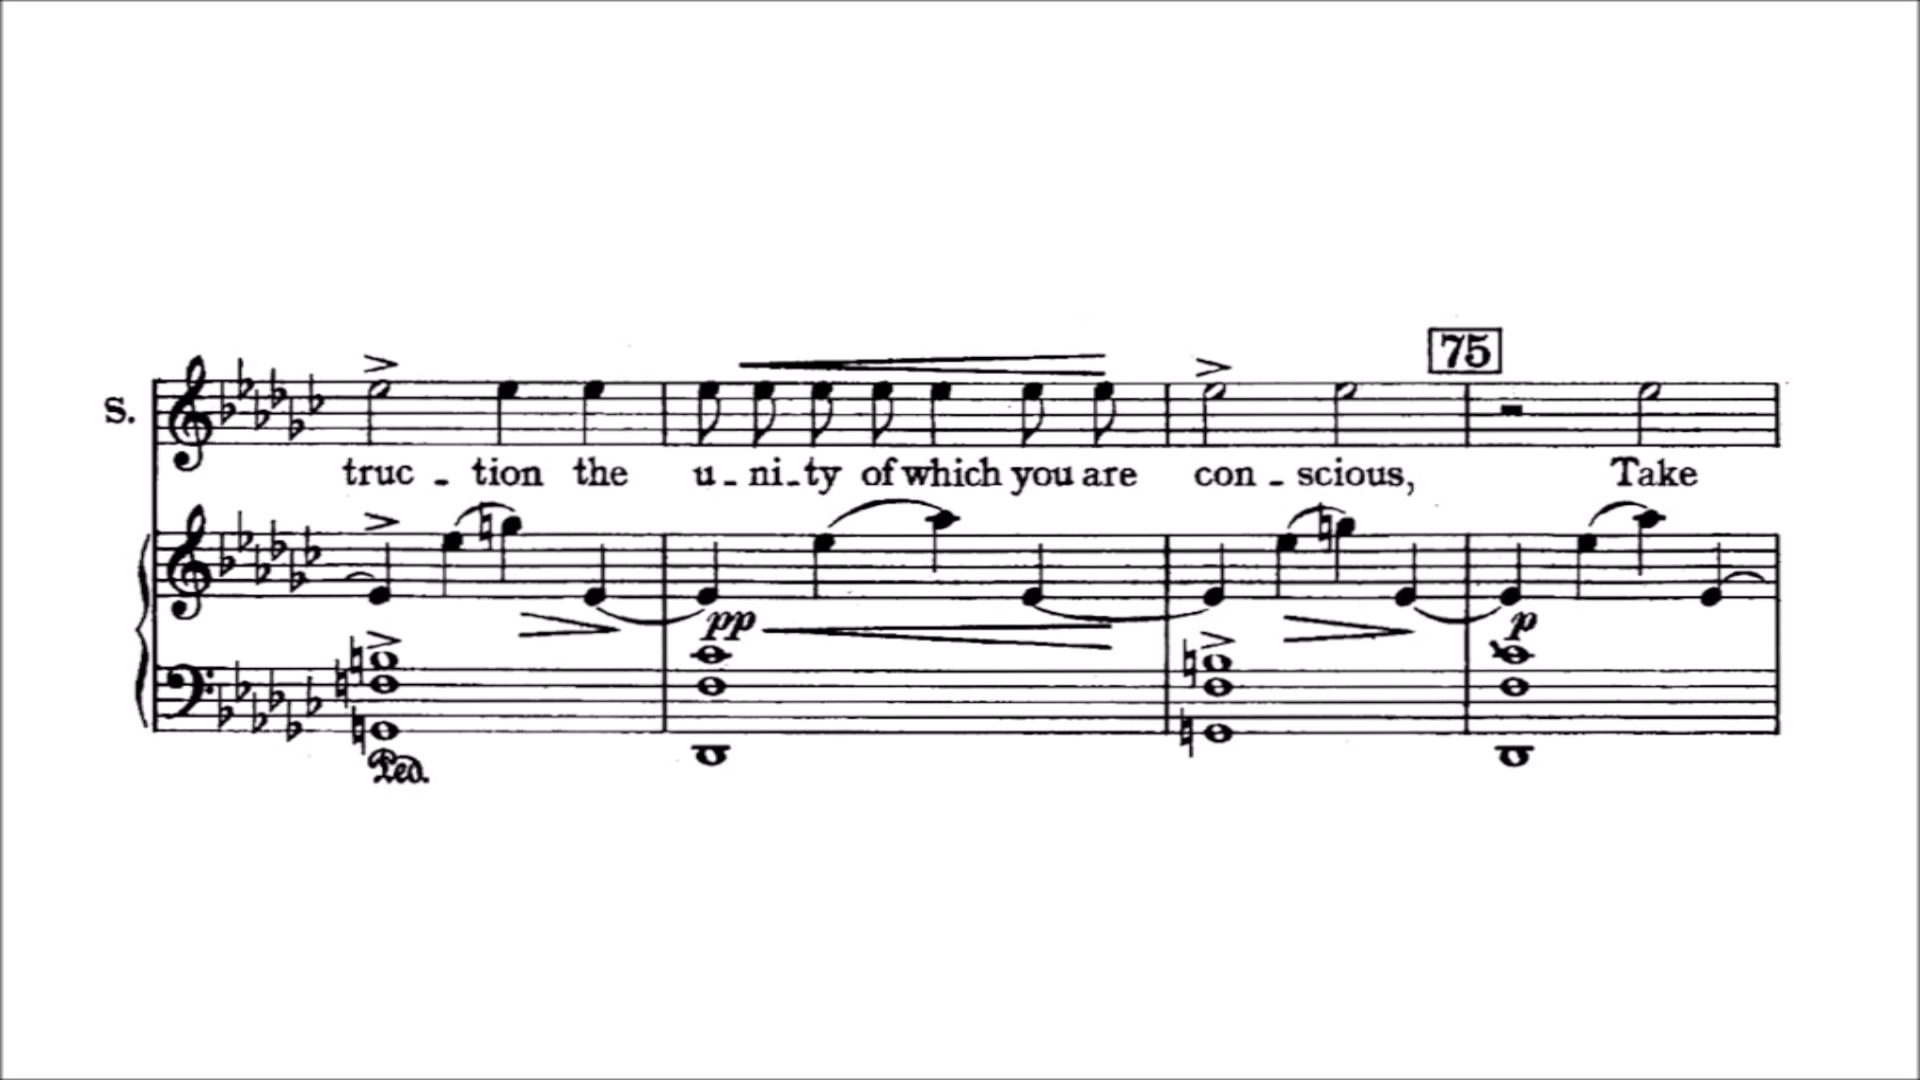 75
S.
truc - tion the u - ni - ty of which you are con - scious, Take
pp p
Ped.